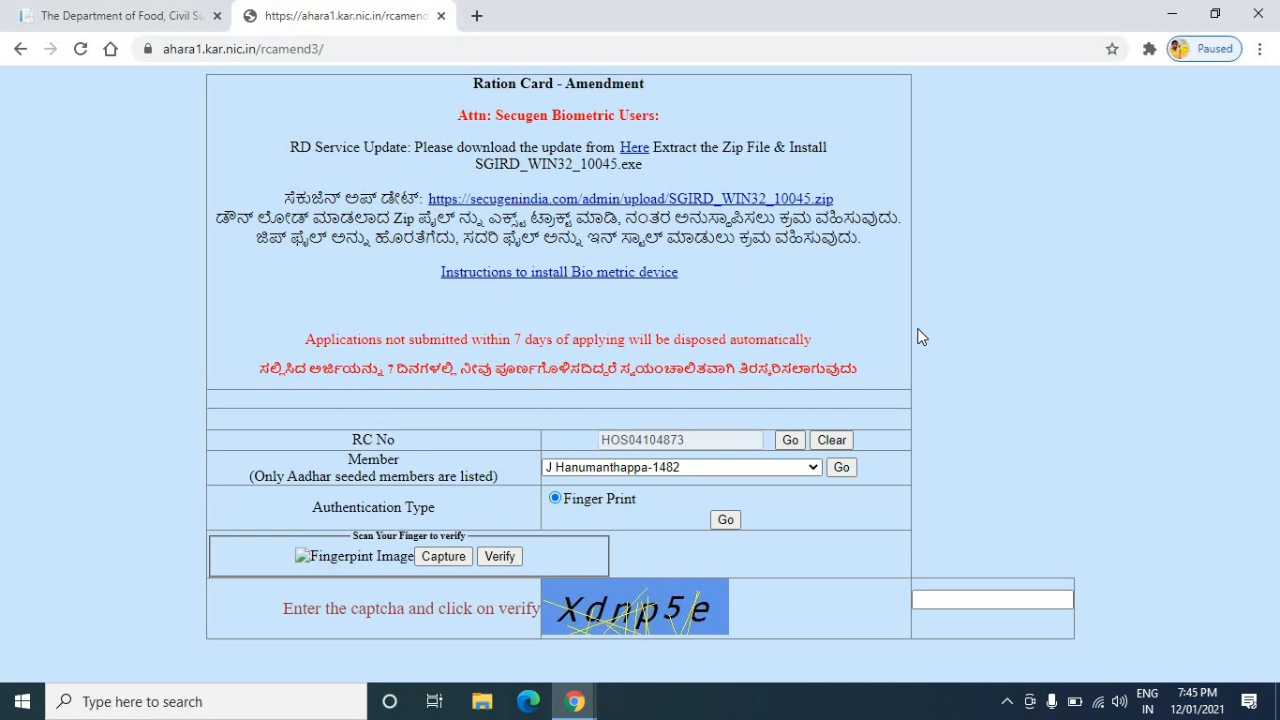 The Department of Food, Civil Su
https://ahara1.kar.nic.in/rcamend
ahara1.kar.nic.in/rcamend3/
Paused
Ration Card - Amendment
Attn: Secugen Biometric Users:
RD Service Update: Please download the update from Here Extract the Zip File & Install
SGIRD_WIN32_10045.exe
ಸೆಕುಜೆನ್ ಅಪ್ ಡೇಟ್: https://secugenindia.com/admin/upload/SGIRD_WIN32_10045.zip
ಡೌನ್ ಲೋಡ್ ಮಾಡಲಾದ Zip ಫೈಲ್ ನ್ನು ಎಕ್ಸ್ಟ್ರಾಕ್ಟ್ ಮಾಡಿ, ನಂತರ ಅನುಸ್ಥಾಪಿಸಲು ಕ್ರಮ ವಹಿಸುವುದು.
ಜಿಪ್ ಫೈಲ್ ಅನ್ನು ಹೊರತೆಗೆದು, ಸದರಿ ಫೈಲ್ ಅನ್ನು ಇನ್ ಸ್ಟಾಲ್ ಮಾಡುಲು ಕ್ರಮ ವಹಿಸುವುದು.
Instructions to install Bio metric device
Applications not submitted within 7 days of applying will be disposed automatically
ಸಲ್ಲಿಸಿದ ಅರ್ಜಿಯನ್ನು 7 ದಿನಗಳಲ್ಲಿ ನೀವು ಪೂರ್ಣಗೊಳಿಸದಿದ್ದರೆ ಸ್ವಯಂಚಾಲಿತವಾಗಿ ತಿರಸ್ಕರಿಸಲಾಗುವುದು
RC No HOS04104873 Go Clear
Member
(Only Aadhar seeded members are listed) J Hanumanthappa-1482 Go
Authentication Type Finger Print
Go
Scan Your Finger to verify
Fingerpint Image Capture Verify
Enter the captcha and click on verify Xdnp5e
Type here to search
ENG
IN
7:45 PM
12/01/2021